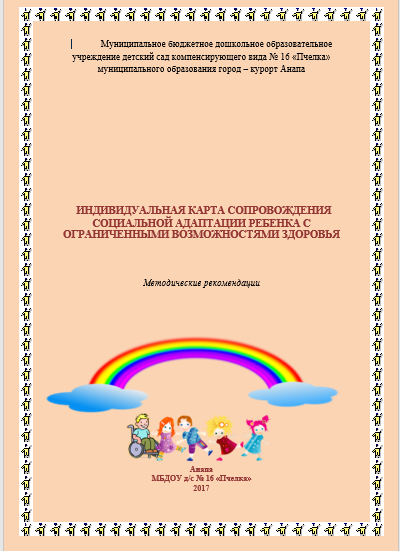 Муниципальное бюджетное дошкольное образовательное
учреждение детский сад компенсирующего вида № 16 «Пчелка»
муниципального образования город – курорт Анапа
ИНДИВИДУАЛЬНАЯ КАРТА СОПРОВОЖДЕНИЯ
СОЦИАЛЬНОЙ АДАПТАЦИИ РЕБЕНКА С
ОГРАНИЧЕННЫМИ ВОЗМОЖНОСТЯМИ ЗДОРОВЬЯ
Методические рекомендации
Анапа
МБДОУ д/с № 16 «Пчелка»
2017